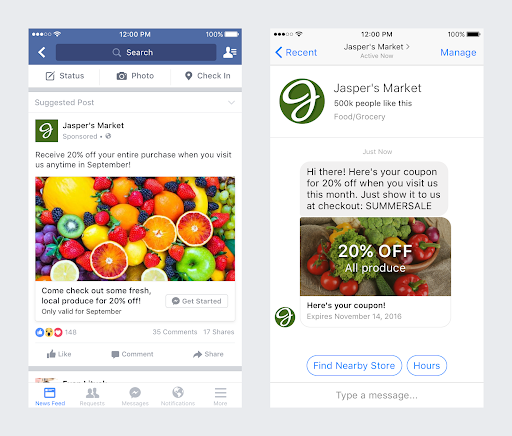 12:00 PM
100%
Search
Status
Photo
Check In
Suggested Post
Jasper's Market
Sponsored •
Receive 20% off your entire purchase when you visit
us anytime in September!
Come check out some fresh,
local produce for 20% off!
Only valid for September
Get Started
148
35 Comments 17 Shares
Like
Comment
Share
News Feed
Requests
Messages
Notifications
More
12:00 PM
100%
Recent
Jasper's Market
Active Now
Manage
Jasper's Market
500k people like this
Food/Grocery
Just Now
Hi there! Here's your coupon
for 20% off when you visit us
this month. Just show it to us
at checkout: SUMMERSALE
20% OFF
All produce
Here's your coupon!
Expires November 14, 2016
Find Nearby Store
Hours
Type a message...